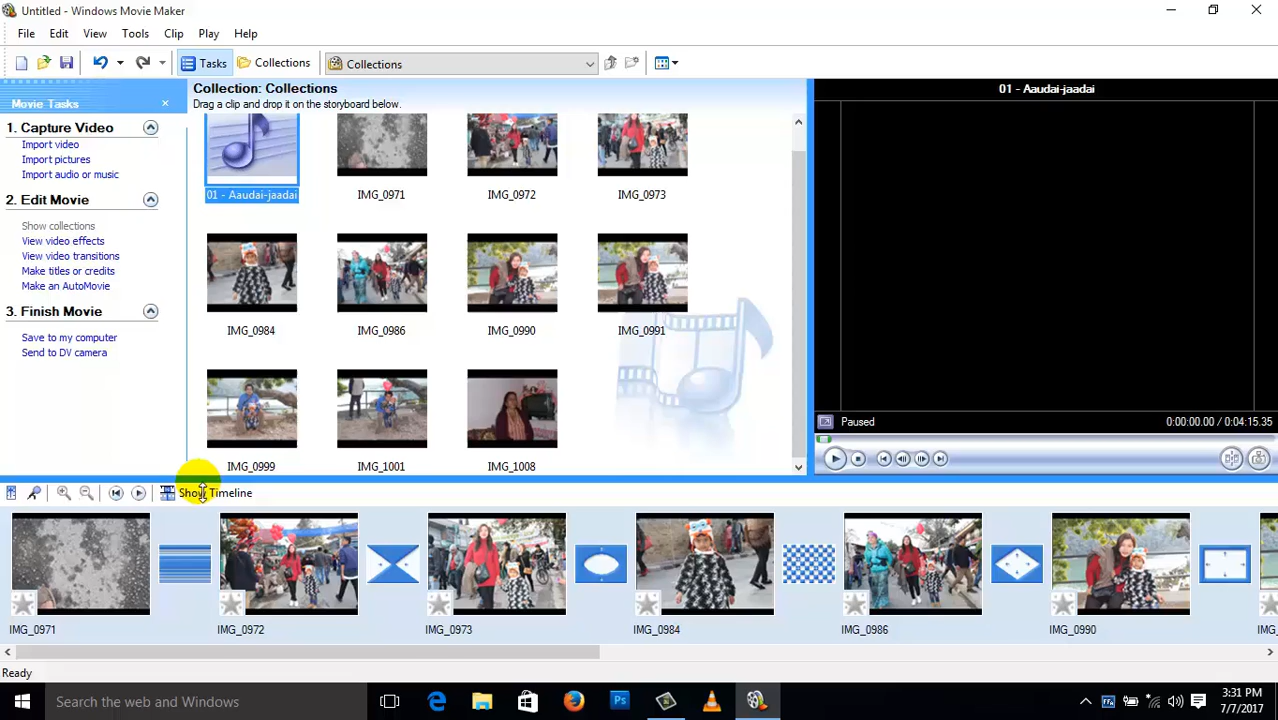 Untitled - Windows Movie Maker
File Edit View Tools Clip Play Help
Tasks Collections Collections
Movie Tasks
1. Capture Video
Import video
Import pictures
Import audio or music
2. Edit Movie
Show collections
View video effects
View video transitions
Make titles or credits
Make an AutoMovie
3. Finish Movie
Save to my computer
Send to DV camera
Collection: Collections
Drag a clip and drop it on the storyboard below.
01 - Aaudai-jaadai IMG_0971 IMG_0972 IMG_0973
IMG_0984 IMG_0986 IMG_0990 IMG_0991
IMG_0999 IMG_1001 IMG_1008
01 - Aaudai-jaadai
Paused 0:00:00.00 / 0:04:15.35
Show Timeline
IMG_0971 IMG_0972 IMG_0973 IMG_0984 IMG_0986 IMG_0990 IMG
Ready
Search the web and Windows
3:31 PM
7/7/2017